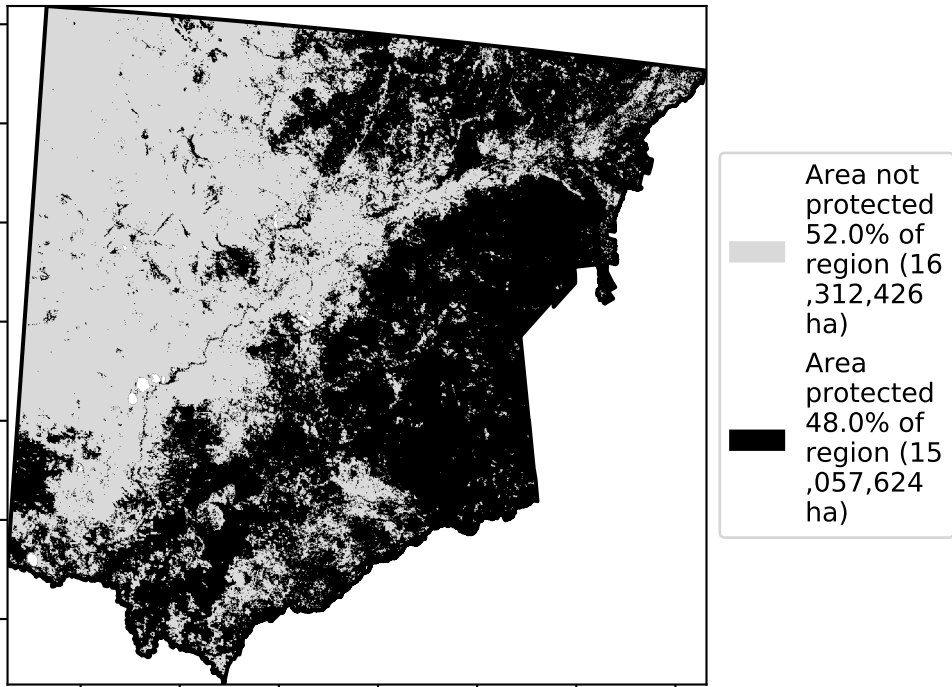 Area not
protected
52.0% of
region (16
,312,426
ha)
Area
protected
48.0% of
region (15
,057,624
ha)